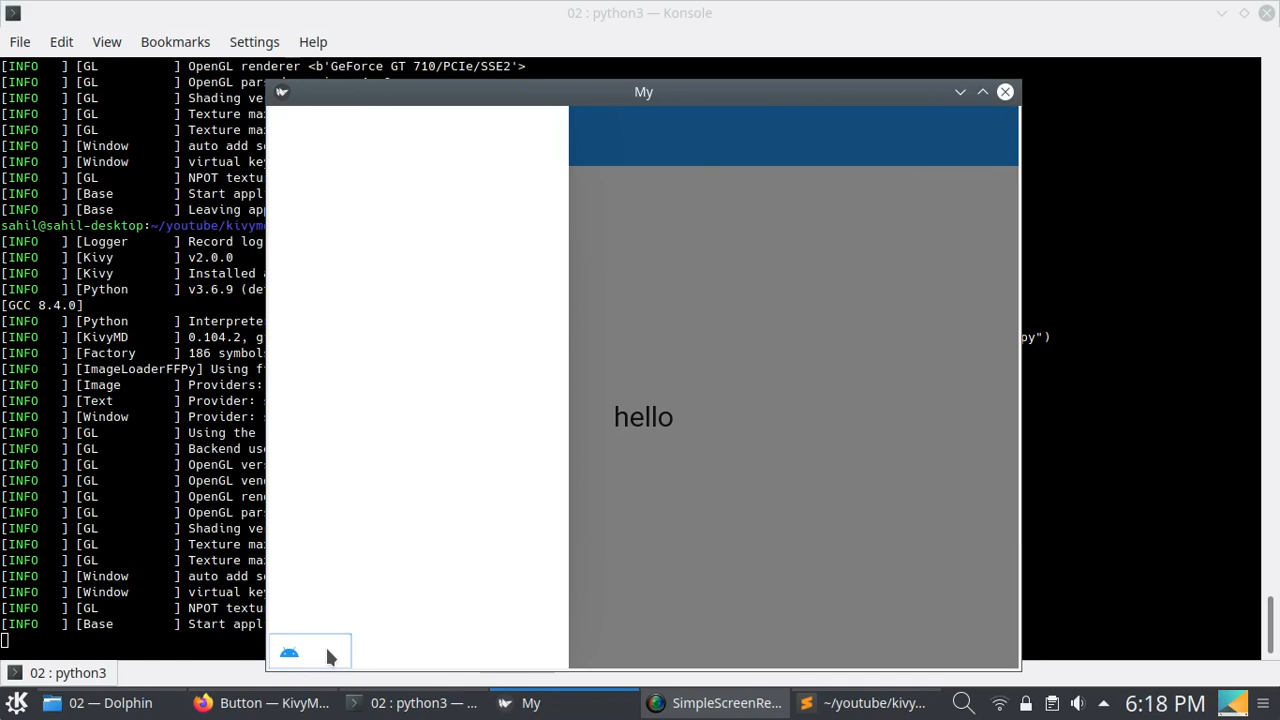 02 : python3 — Konsole
File Edit View Bookmarks Settings Help
[INFO   ] [GL          ] OpenGL renderer <b'GeForce GT 710/PCIe/SSE2'>
[INFO   ] [GL          ] OpenGL par
My
[INFO   ] [GL          ] Shading ve
[INFO   ] [GL          ] Texture ma
[INFO   ] [GL          ] Texture ma
[INFO   ] [Window      ] auto add s
[INFO   ] [Window      ] virtual ke
[INFO   ] [GL          ] NPOT textu
[INFO   ] [Base        ] Start appl
[INFO   ] [Base        ] Leaving ap
sahil@sahil-desktop:~/youtube/kivym
[INFO   ] [Logger      ] Record log
[INFO   ] [Kivy        ] v2.0.0
[INFO   ] [Kivy        ] Installed
[INFO   ] [Python      ] v3.6.9 (de
[GCC 8.4.0]
[INFO   ] [Python      ] Interprete
[INFO   ] [KivyMD      ] 0.104.2, g py")
[INFO   ] [Factory     ] 186 symbols
[INFO   ] [ImageLoaderFFPy] Using f
[INFO   ] [Image       ] Providers:
[INFO   ] [Text        ] Provider:
[INFO   ] [Window      ] Provider:
hello
[INFO   ] [GL          ] Using the
[INFO   ] [GL          ] Backend us
[INFO   ] [GL          ] OpenGL ver
[INFO   ] [GL          ] OpenGL ven
[INFO   ] [GL          ] OpenGL ren
[INFO   ] [GL          ] OpenGL par
[INFO   ] [GL          ] Shading ve
[INFO   ] [GL          ] Texture ma
[INFO   ] [GL          ] Texture ma
[INFO   ] [Window      ] auto add s
[INFO   ] [Window      ] virtual ke
[INFO   ] [GL          ] NPOT textu
[INFO   ] [Base        ] Start appl
02 : python3
02 — Dolphin Button — KivyM... 02 : python3 — ... My SimpleScreenRe... ~/youtube/kivy... 6:18 PM